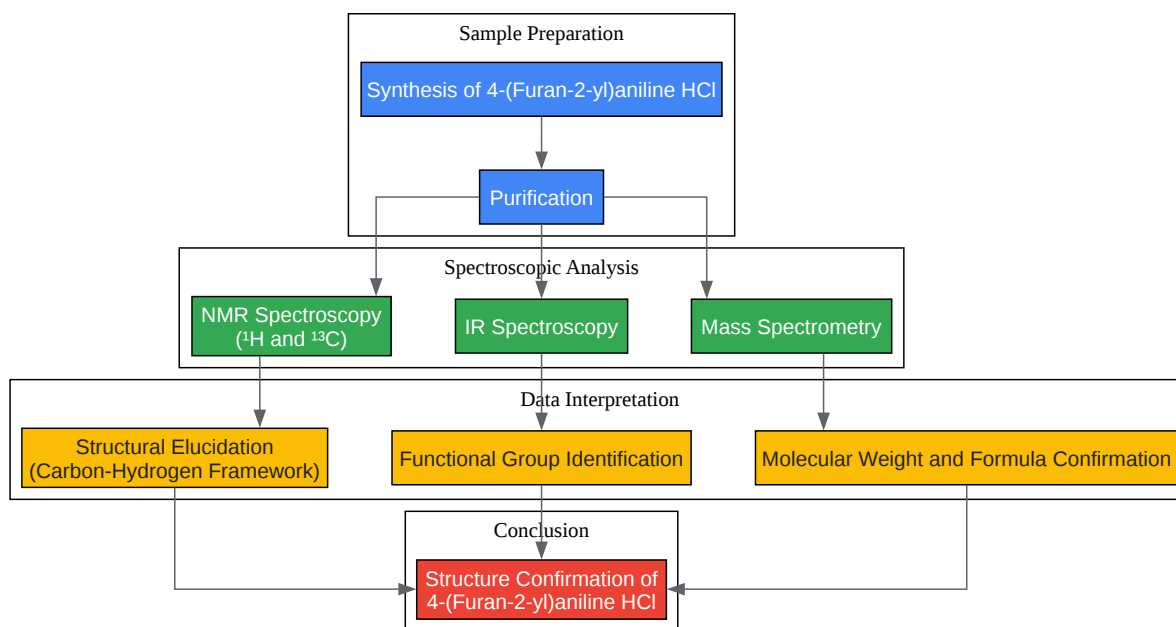 Sample Preparation
Synthesis of 4-(Furan-2-yl)aniline HCl
Purification
Spectroscopic Analysis
NMR Spectroscopy
(¹H and ¹³C)
IR Spectroscopy
Mass Spectrometry
Data Interpretation
Structural Elucidation
(Carbon-Hydrogen Framework)
Functional Group Identification
Molecular Weight and Formula Confirmation
Conclusion
Structure Confirmation of
4-(Furan-2-yl)aniline HCl